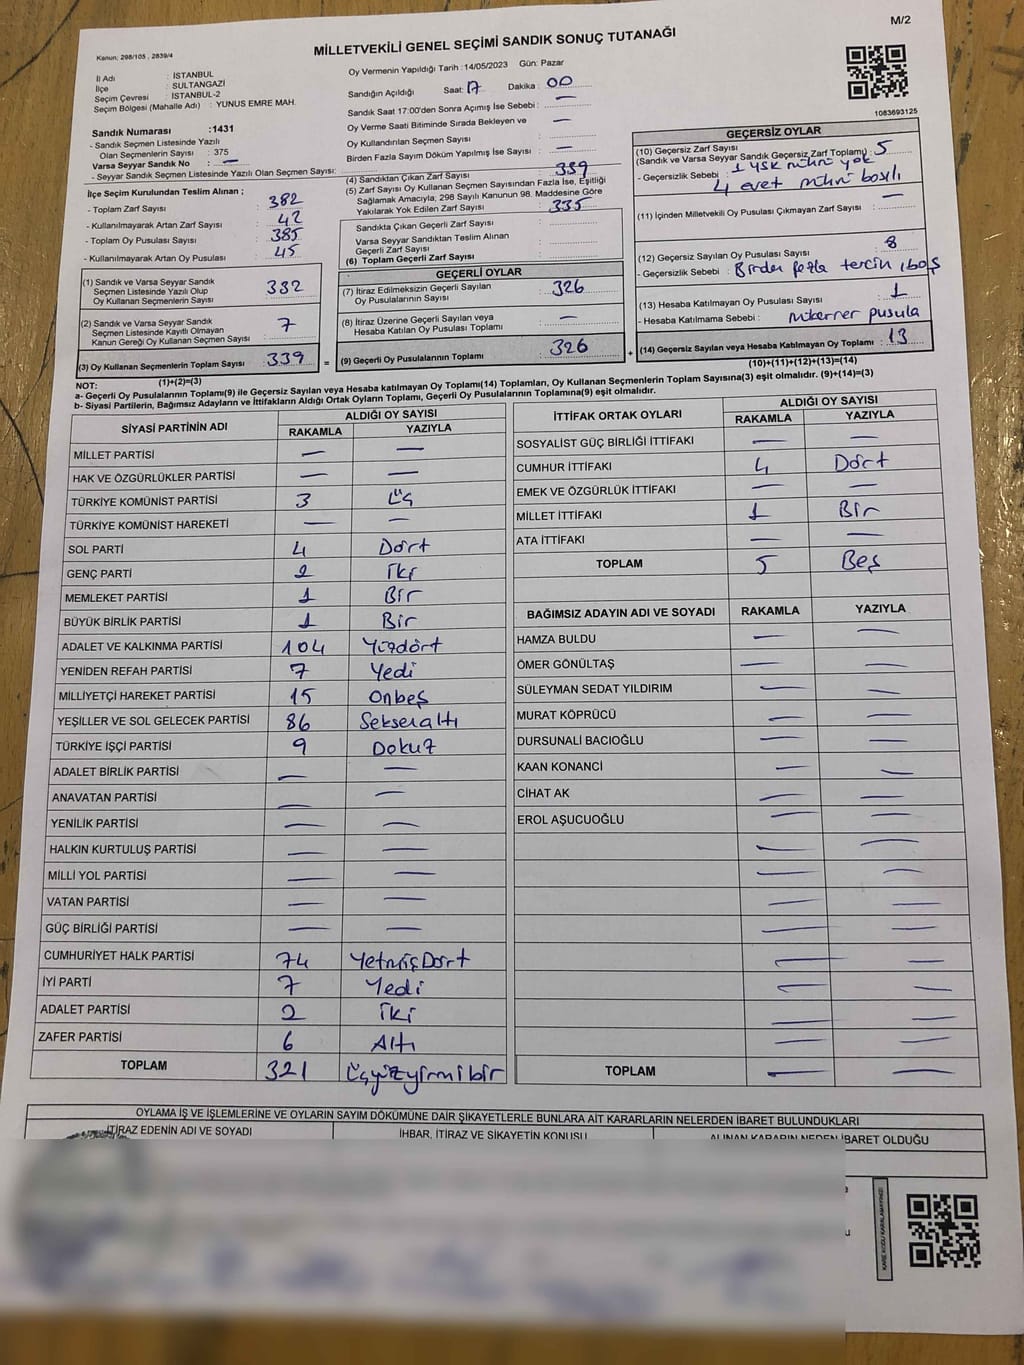 M/2
Kanun: 298/105 , 2839/4
MİLLETVEKİLİ GENEL SEÇİMİ SANDIK SONUÇ TUTANAĞI
İl Adı : İSTANBUL
İlçe : SULTANGAZİ
Seçim Çevresi : İSTANBUL-2
Seçim Bölgesi (Mahalle Adı) : YUNUS EMRE MAH.
Sandık Numarası :1431
- Sandık Seçmen Listesinde Yazılı
Olan Seçmenlerin Sayısı : 375
Varsa Seyyar Sandık No : —
- Seyyar Sandık Seçmen Listesinde Yazılı Olan Seçmen Sayısı:
Oy Vermenin Yapıldığı Tarih :14/05/2023 Gün: Pazar
Sandığın Açıldığı Saat: 17 Dakika : 00
Sandık Saat 17:00'den Sonra Açımış İse Sebebi : —
Oy Verme Saati Bitiminde Sırada Bekleyen ve
Oy Kullandırılan Seçmen Sayısı : —
Birden Fazla Sayım Döküm Yapılmış İse Sayısı : —
(4) Sandıktan Çıkan Zarf Sayısı : 339
(5) Zarf Sayısı Oy Kullanan Seçmen Sayısından Fazla İse, Eşitliği
Sağlamak Amacıyla; 298 Sayılı Kanunun 98. Maddesine Göre
Yakılarak Yok Edilen Zarf Sayısı : 335
Sandıkta Çıkan Geçerli Zarf Sayısı :
Varsa Seyyar Sandıktan Teslim Alınan
Geçerli Zarf Sayısı :
(6) Toplam Geçerli Zarf Sayısı :
İlçe Seçim Kurulundan Teslim Alınan ;
- Toplam Zarf Sayısı : 382
- Kullanılmayarak Artan Zarf Sayısı : 42
- Toplam Oy Pusulası Sayısı : 385
- Kullanılmayarak Artan Oy Pusulası : 45
(1) Sandık ve Varsa Seyyar Sandık
Seçmen Listesinde Yazılı Olup
Oy Kullanan Seçmenlerin Sayısı 332
(2) Sandık ve Varsa Seyyar Sandık
Seçmen Listesinde Kayıtlı Olmayan
Kanun Gereği Oy Kullanan Seçmen Sayısı 7
(3) Oy Kullanan Seçmenlerin Toplam Sayısı : 339
(1)+(2)=(3)
=
GEÇERLİ OYLAR
(7) İtiraz Edilmeksizin Geçerli Sayılan
Oy Pusulalarının Sayısı : 326
(8) İtiraz Üzerine Geçerli Sayılan veya
Hesaba Katılan Oy Pusulası Toplamı : —
(9) Geçerli Oy Pusulalarının Toplamı : 326
+
1083693125
GEÇERSİZ OYLAR
(10) Geçersiz Zarf Sayısı
(Sandık ve Varsa Seyyar Sandık Geçersiz Zarf Toplamı) : 5
- Geçersizlik Sebebi : 1 YSK mührü yok
4 evet mührü basılı
(11) İçinden Milletvekili Oy Pusulası Çıkmayan Zarf Sayısı : —
(12) Geçersiz Sayılan Oy Pusulası Sayısı : 8
- Geçersizlik Sebebi : Birden fazla tercih, boş
(13) Hesaba Katılmayan Oy Pusulası Sayısı : 1
- Hesaba Katılmama Sebebi : Mükerrer pusula
(14) Geçersiz Sayılan veya Hesaba Katılmayan Oy Toplamı : 13
(10)+(11)+(12)+(13)=(14)
NOT:
a- Geçerli Oy Pusulalarının Toplamı(9) ile Geçersiz Sayılan veya Hesaba katılmayan Oy Toplamı(14) Toplamları, Oy Kullanan Seçmenlerin Toplam Sayısına(3) eşit olmalıdır. (9)+(14)=(3)
b- Siyasi Partilerin, Bağımsız Adayların ve İttifakların Aldığı Ortak Oyların Toplamı, Geçerli Oy Pusulalarının Toplamına(9) eşit olmalıdır.
SİYASİ PARTİNİN ADI ALDIĞI OY SAYISI
RAKAMLA YAZIYLA
MİLLET PARTİSİ — —
HAK VE ÖZGÜRLÜKLER PARTİSİ — —
TÜRKİYE KOMÜNİST PARTİSİ 3 Üç
TÜRKİYE KOMÜNİST HAREKETİ — —
SOL PARTİ 4 Dört
GENÇ PARTİ 2 İki
MEMLEKET PARTİSİ 1 Bir
BÜYÜK BİRLİK PARTİSİ 1 Bir
ADALET VE KALKINMA PARTİSİ 104 Yüzdört
YENİDEN REFAH PARTİSİ 7 Yedi
MİLLİYETÇİ HAREKET PARTİSİ 15 Onbeş
YEŞİLLER VE SOL GELECEK PARTİSİ 86 Seksenaltı
TÜRKİYE İŞÇİ PARTİSİ 9 Dokuz
ADALET BİRLİK PARTİSİ — —
ANAVATAN PARTİSİ — —
YENİLİK PARTİSİ — —
HALKIN KURTULUŞ PARTİSİ — —
MİLLİ YOL PARTİSİ — —
VATAN PARTİSİ — —
GÜÇ BİRLİĞİ PARTİSİ — —
CUMHURİYET HALK PARTİSİ 74 YetmişDört
İYİ PARTİ 7 Yedi
ADALET PARTİSİ 2 İki
ZAFER PARTİSİ 6 Altı
TOPLAM 321 Üçyüzyirmibir
İTTİFAK ORTAK OYLARI ALDIĞI OY SAYISI
RAKAMLA YAZIYLA
SOSYALİST GÜÇ BİRLİĞİ İTTİFAKI — —
CUMHUR İTTİFAKI 4 Dört
EMEK VE ÖZGÜRLÜK İTTİFAKI — —
MİLLET İTTİFAKI 1 Bir
ATA İTTİFAKI — —
TOPLAM 5 Beş
BAĞIMSIZ ADAYIN ADI VE SOYADI RAKAMLA YAZIYLA
HAMZA BULDU — —
ÖMER GÖNÜLTAŞ — —
SÜLEYMAN SEDAT YILDIRIM — —
MURAT KÖPRÜCÜ — —
DURSUNALİ BACIOĞLU — —
KAAN KONANCİ — —
CİHAT AK — —
EROL AŞUCUOĞLU — —
TOPLAM — —
OYLAMA İŞ VE İŞLEMLERİNE VE OYLARIN SAYIM DÖKÜMÜNE DAİR ŞİKAYETLERLE BUNLARA AİT KARARLARIN NELERDEN İBARET BULUNDUKLARI
İTİRAZ EDENİN ADI VE SOYADI İHBAR, İTİRAZ VE ŞİKAYETİN KONUSU ALINAN KARARIN NEDEN İBARET OLDUĞU
KARE KODU KARALAMAYINIZ!